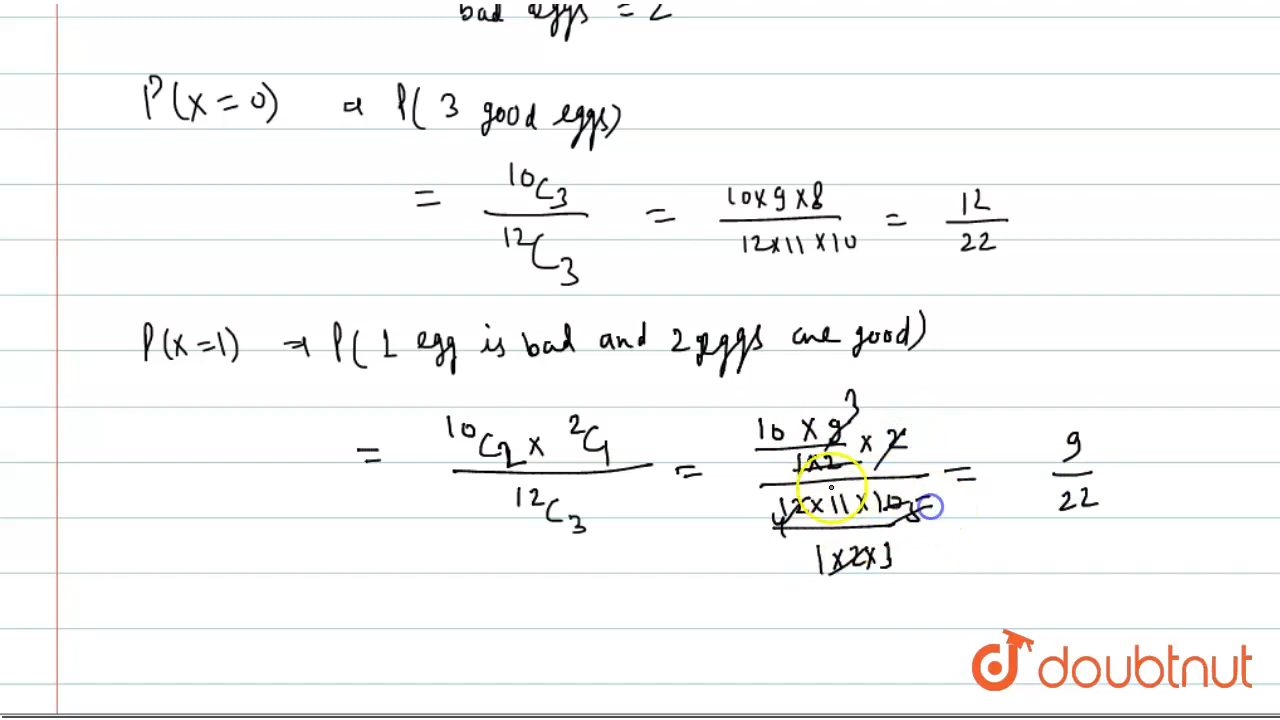 bad eggs = 2
P(x=0) ⇒ P( 3 good eggs)
= ¹⁰C₃ / ¹²C₃ = 10×9×8 / 12×11×10 = 12/22
P(x=1) ⇒ P( 1 egg is bad and 2 eggs are good)
= ¹⁰C₂ × ²C₁ / ¹²C₃ = (10×9³ / 1×2 × 2) / (12×11×10 / 1×2×3) = 9/22
doubtnut